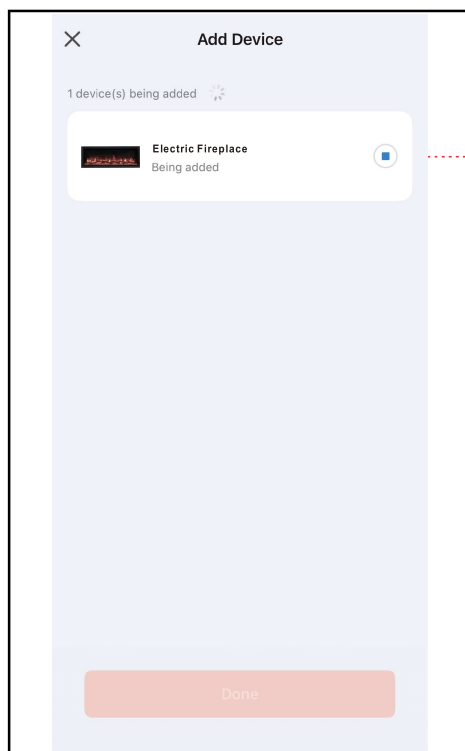 Add Device
1 device(s) being added
Electric Fireplace
Being added
Done